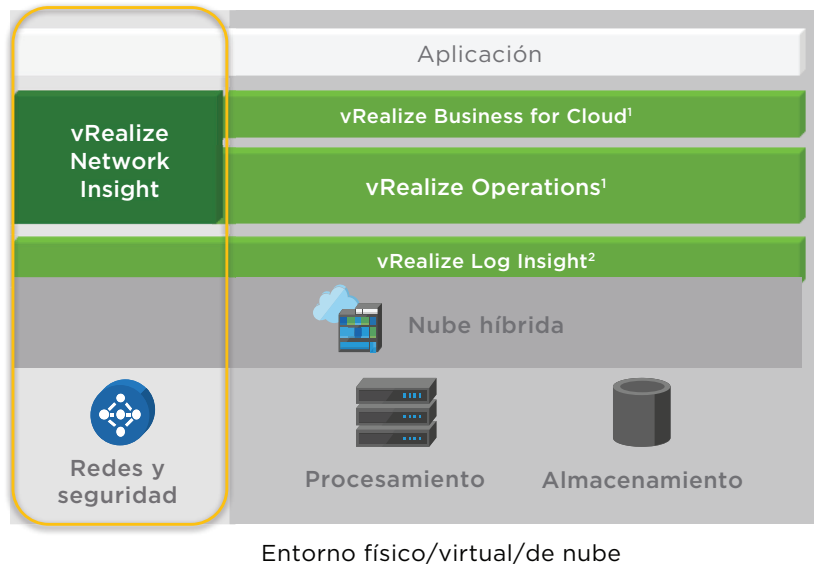 Aplicación
vRealize
Network
Insight
vRealize Business for Cloud¹
vRealize Operations¹
vRealize Log Insight²
Nube híbrida
Redes y
seguridad
Procesamiento
Almacenamiento
Entorno físico/virtual/de nube